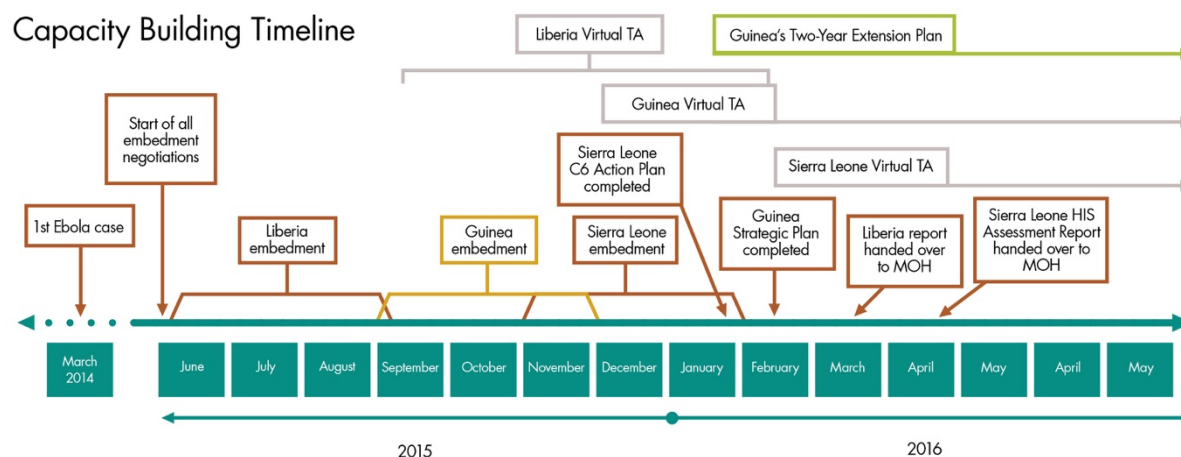 Capacity Building Timeline
Liberia Virtual TA
Guinea's Two-Year Extension Plan
Guinea Virtual TA
Start of all
embedment
negotiations
Sierra Leone
C6 Action Plan
completed
Sierra Leone Virtual TA
1st Ebola case
Liberia
embedment
Guinea
embedment
Sierra Leone
embedment
Guinea
Strategic Plan
completed
Liberia report
handed over
to MOH
Sierra Leone HIS
Assessment Report
handed over to
MOH
March
2014
June
July
August
September
October
November
December
January
February
March
April
May
April
May
2015
2016